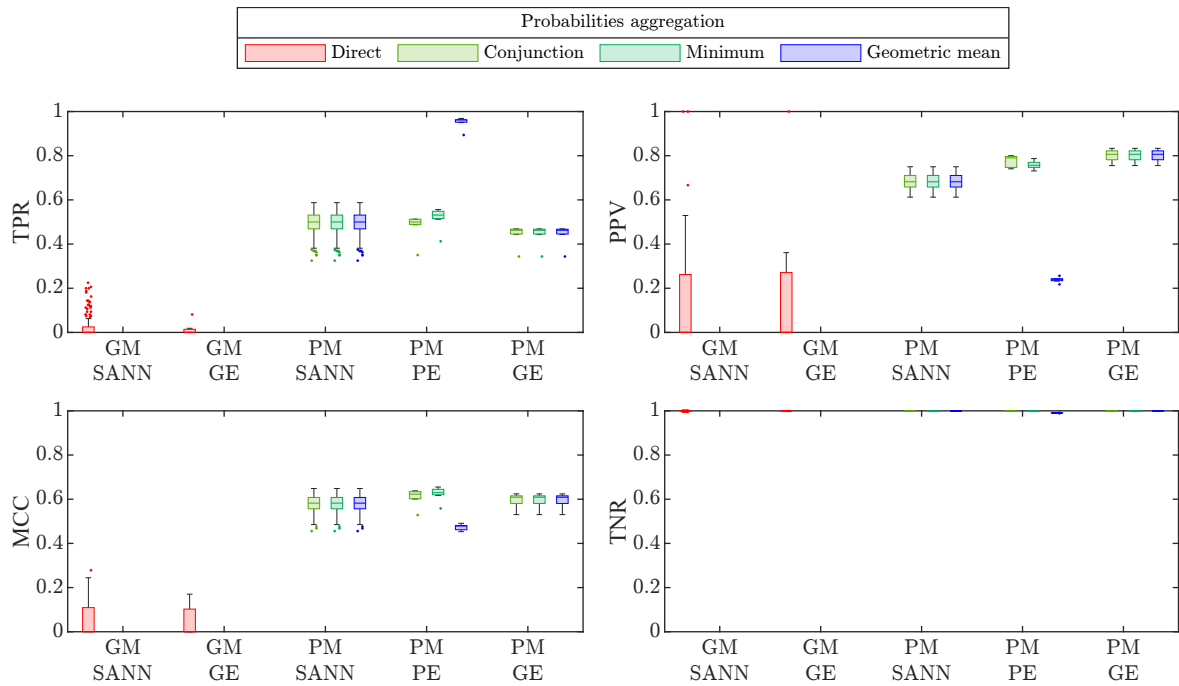 Probabilities aggregation
Direct Conjunction Minimum Geometric mean
TPR
1
0.8
0.6
0.4
0.2
0
GM GM PM PM PM
SANN GE SANN PE GE
PPV
1
0.8
0.6
0.4
0.2
0
GM GM PM PM PM
SANN GE SANN PE GE
MCC
1
0.8
0.6
0.4
0.2
0
GM GM PM PM PM
SANN GE SANN PE GE
TNR
1
0.8
0.6
0.4
0.2
0
GM GM PM PM PM
SANN GE SANN PE GE